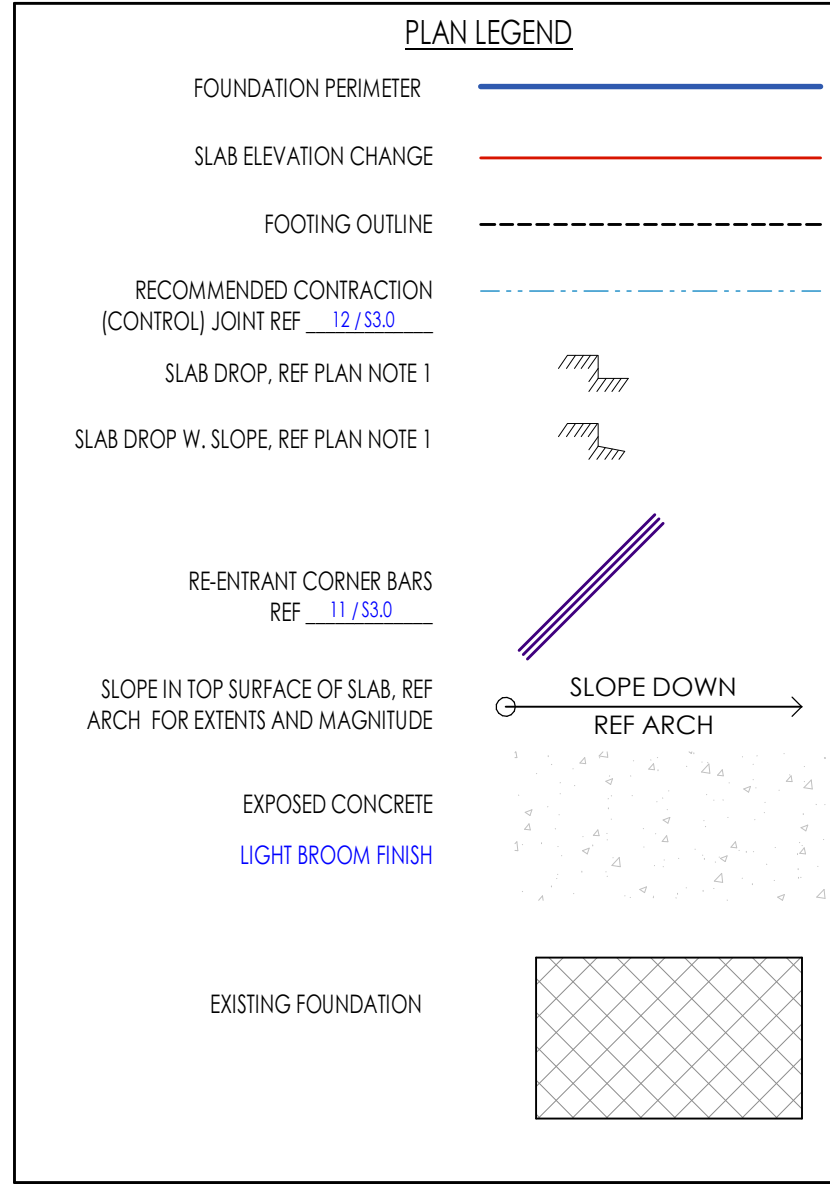 PLAN LEGEND
FOUNDATION PERIMETER
SLAB ELEVATION CHANGE
FOOTING OUTLINE
RECOMMENDED CONTRACTION
(CONTROL) JOINT REF 12 / S3.0
SLAB DROP, REF PLAN NOTE 1
SLAB DROP W. SLOPE, REF PLAN NOTE 1
RE-ENTRANT CORNER BARS
REF 11 / S3.0
SLOPE IN TOP SURFACE OF SLAB, REF
ARCH FOR EXTENTS AND MAGNITUDE
SLOPE DOWN
REF ARCH
EXPOSED CONCRETE
LIGHT BROOM FINISH
EXISTING FOUNDATION